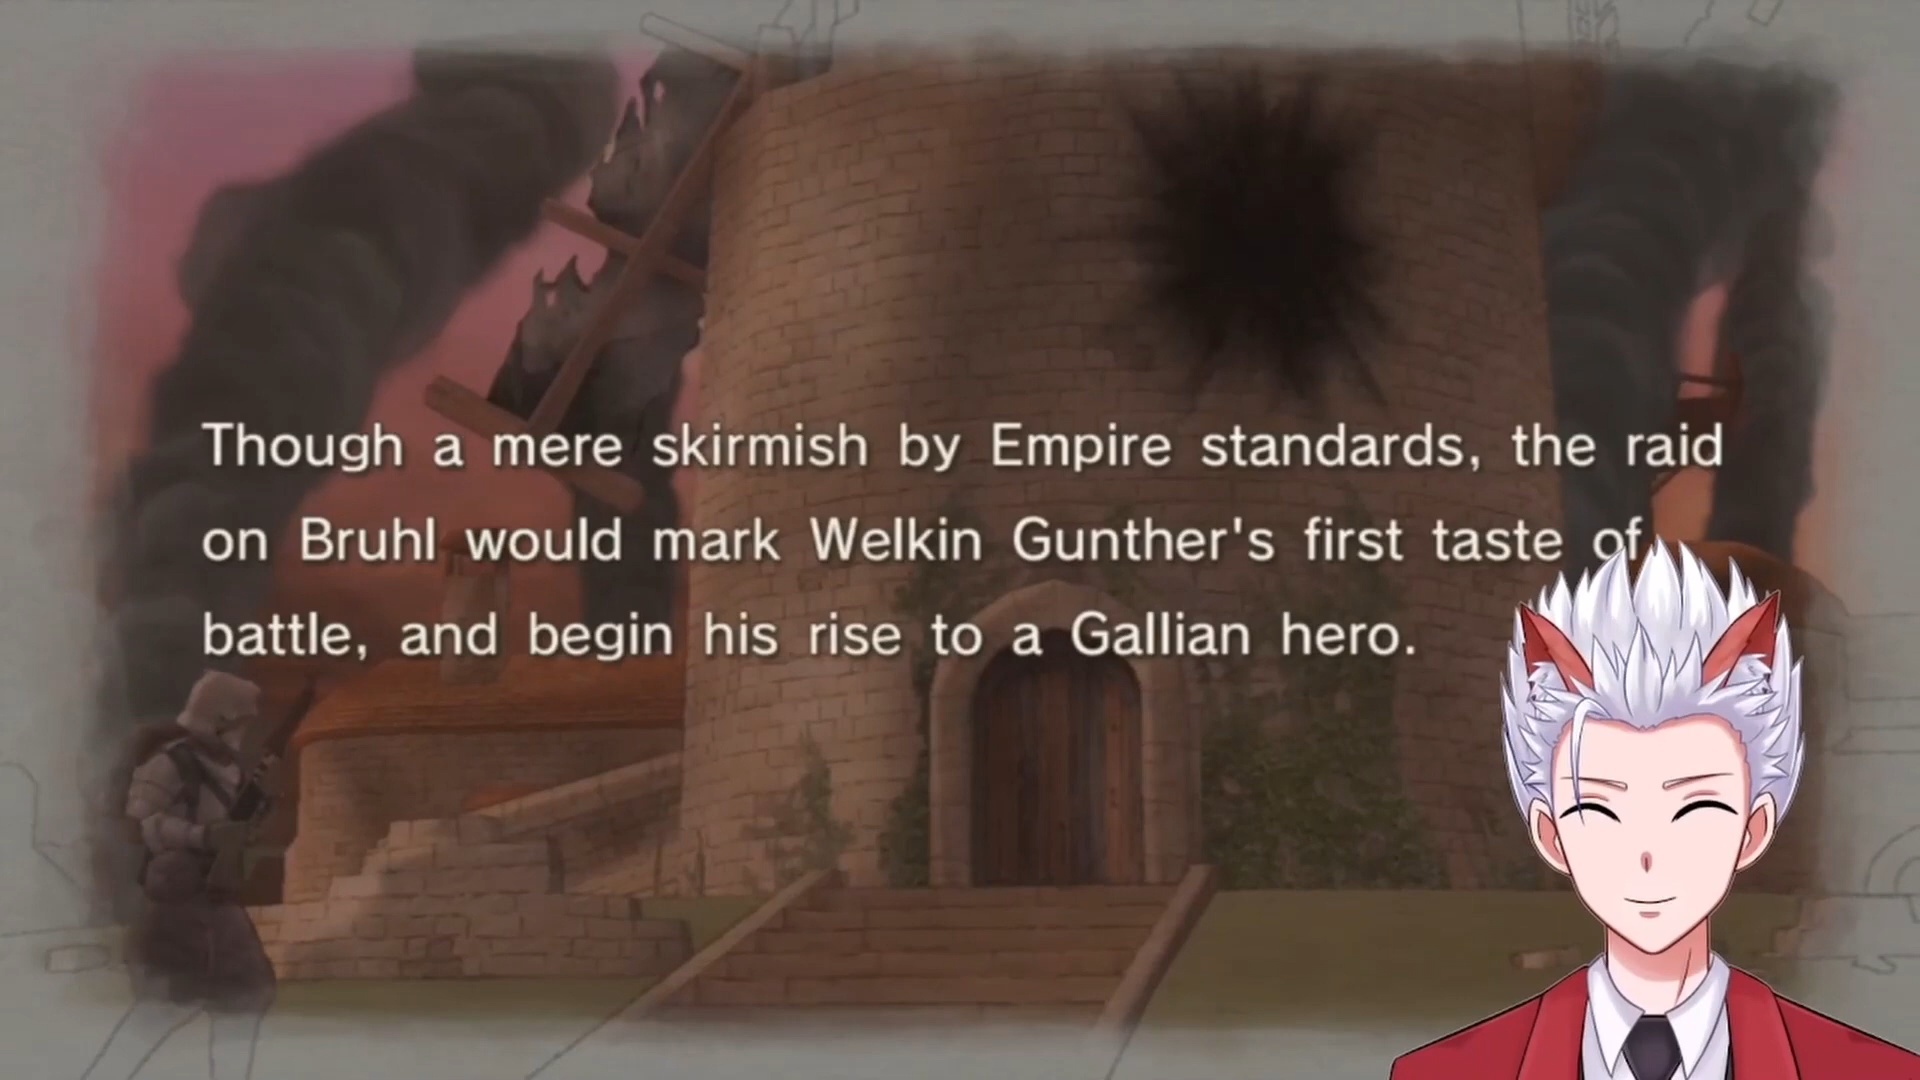 Though a mere skirmish by Empire standards, the raid
on Bruhl would mark Welkin Gunther's first taste of
battle, and begin his rise to a Gallian hero.